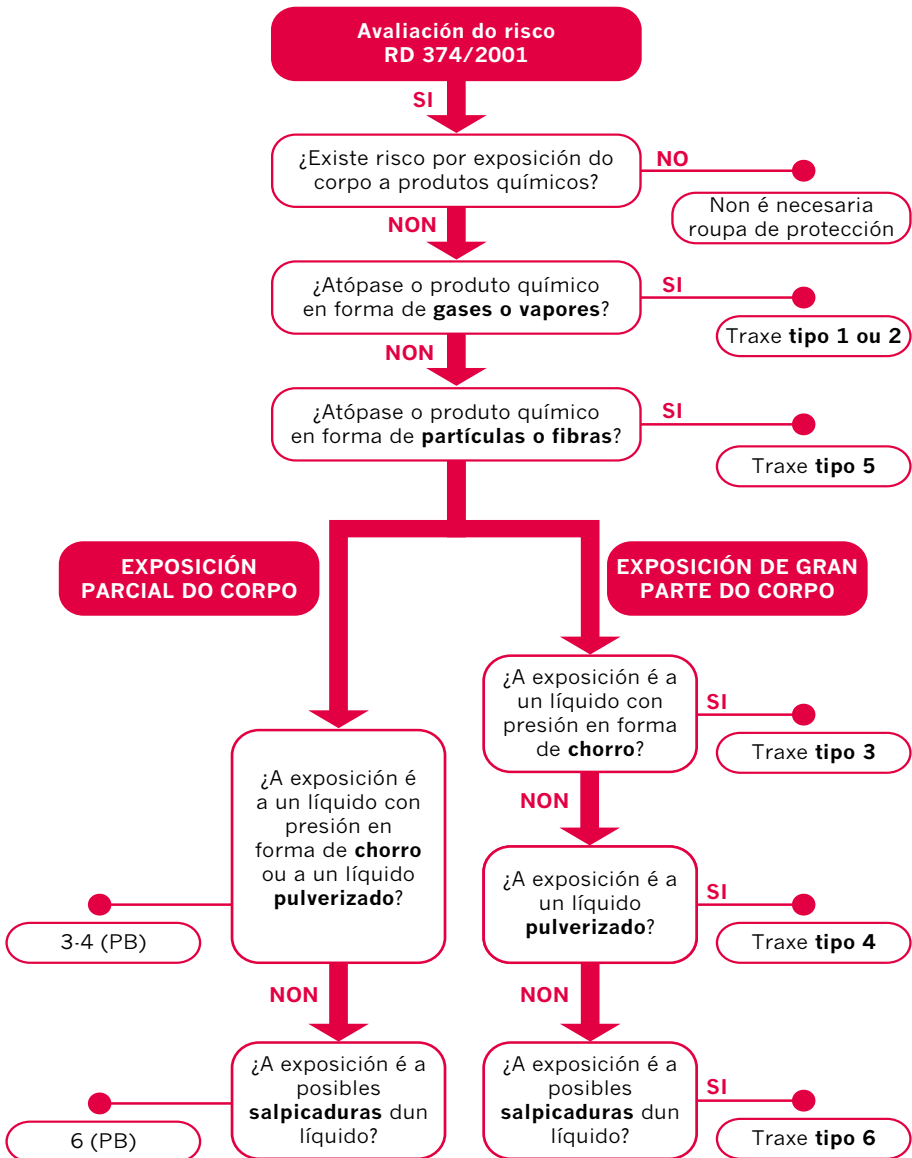 Avaliación do risco
RD 374/2001
SI
¿Existe risco por exposición do
corpo a produtos químicos?
NO
Non é necesaria
roupa de protección
NON
¿Atópase o produto químico
en forma de gases o vapores?
SI
Traxe tipo 1 ou 2
NON
¿Atópase o produto químico
en forma de partículas o fibras?
SI
Traxe tipo 5
EXPOSICIÓN
PARCIAL DO CORPO
¿A exposición é
a un líquido con
presión en
forma de chorro
ou a un líquido
pulverizado?
3-4 (PB)
NON
¿A exposición é a
posibles
salpicaduras dun
líquido?
6 (PB)
EXPOSICIÓN DE GRAN
PARTE DO CORPO
¿A exposición é a
un líquido con
presión en forma
de chorro?
SI
Traxe tipo 3
NON
¿A exposición é a
un líquido
pulverizado?
SI
Traxe tipo 4
NON
¿A exposición é a
posibles
salpicaduras dun
líquido?
SI
Traxe tipo 6